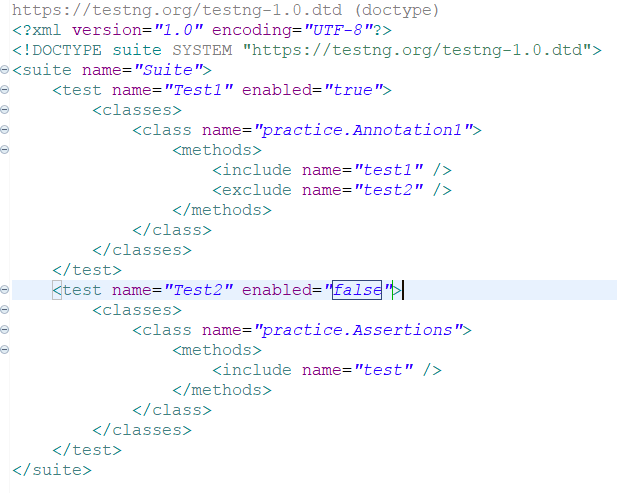 https://testng.org/testng-1.0.dtd (doctype)
<?xml version="1.0" encoding="UTF-8"?>
<!DOCTYPE suite SYSTEM "https://testng.org/testng-1.0.dtd">
<suite name="Suite">
    <test name="Test1" enabled="true">
        <classes>
            <class name="practice.Annotation1">
                <methods>
                    <include name="test1" />
                    <exclude name="test2" />
                </methods>
            </class>
        </classes>
    </test>
    <test name="Test2" enabled="false">
        <classes>
            <class name="practice.Assertions">
                <methods>
                    <include name="test" />
                </methods>
            </class>
        </classes>
    </test>
</suite>